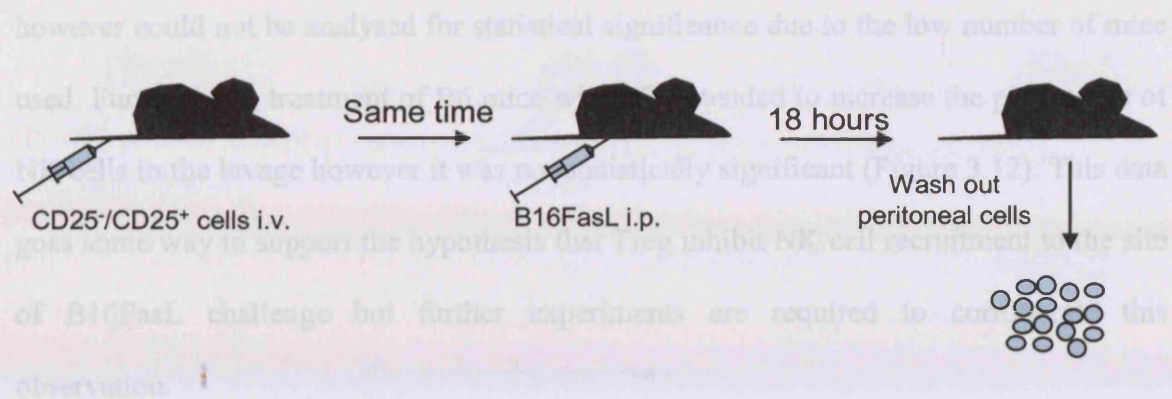 however could not be analysed for statistical significance due to the low number of mice
used. treatment of B6 mice tended to increase the of
Same time
18 hours
NK cells in the lavage however it was not statistically significant (Figure 3.12). This data
Wash out
peritoneal cells
CD25-/CD25+ cells i.v.
B16FasL i.p.
goes some way to support the hypothesis that Treg inhibit NK cell recruitment to the site
of B16FasL challenge but further experiments are required to this
observation.